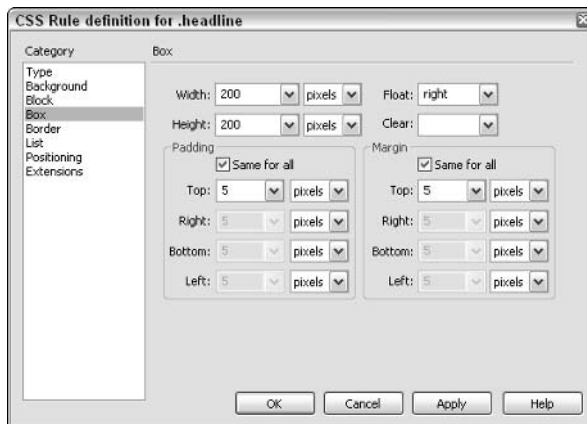 CSS Rule definition for .headline
Category
Box
Type
Background
Block
Box
Border
List
Positioning
Extensions
Width: 200 pixels Float: right
Height: 200 pixels Clear:
Padding
Same for all
Top: 5 pixels
Right: 5 pixels
Bottom: 5 pixels
Left: 5 pixels
Margin
Same for all
Top: 5 pixels
Right: 5 pixels
Bottom: 5 pixels
Left: 5 pixels
OK Cancel Apply Help